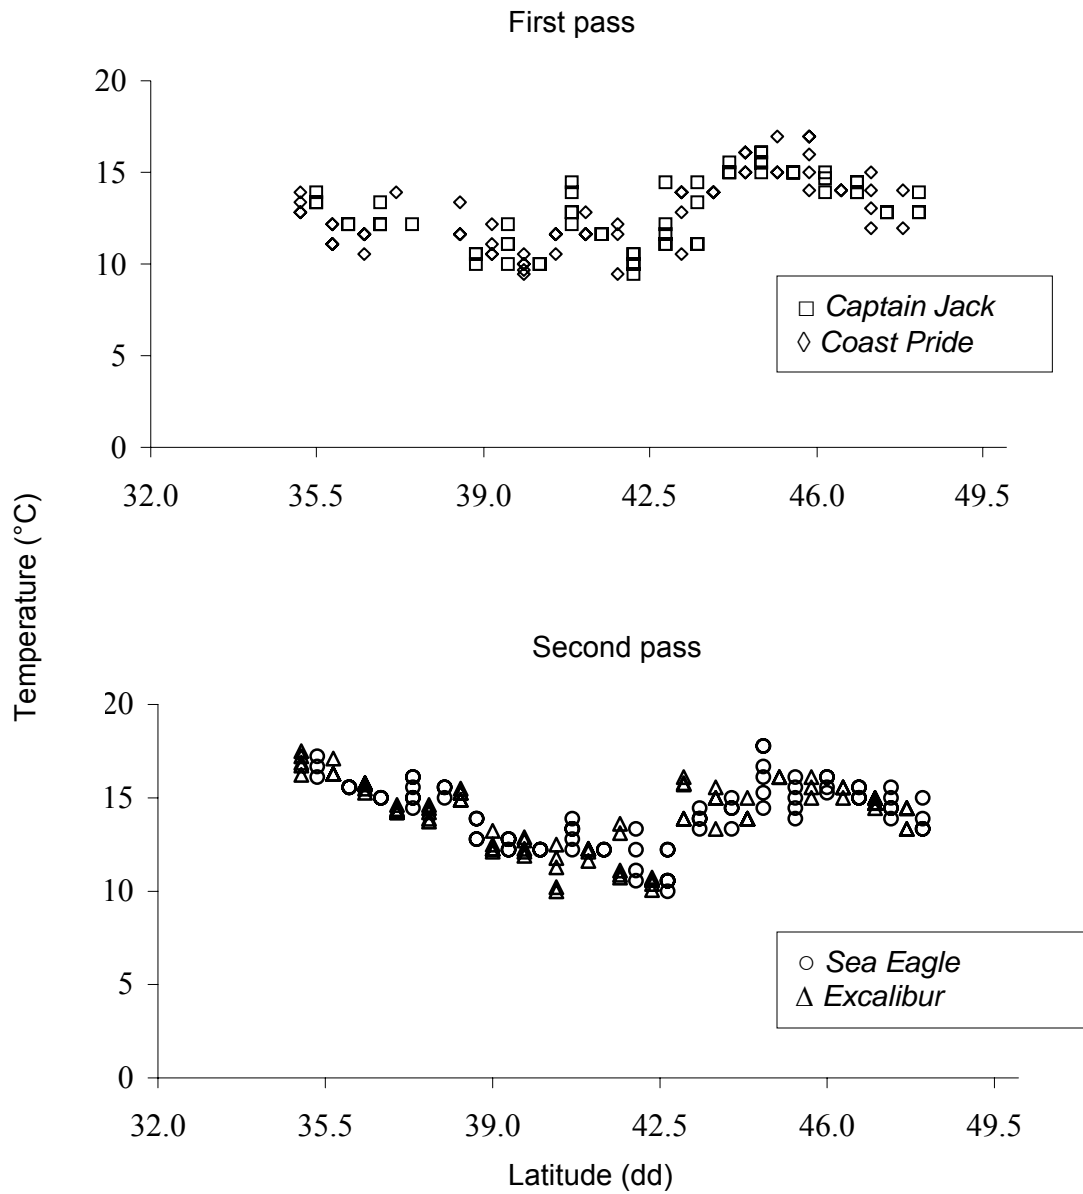 First pass
20
15
10
5
0
32.0 35.5 39.0 42.5 46.0 49.5
Captain Jack
Coast Pride
Temperature (°C)
Second pass
20
15
10
5
0
32.0 35.5 39.0 42.5 46.0 49.5
Sea Eagle
Excalibur
Latitude (dd)